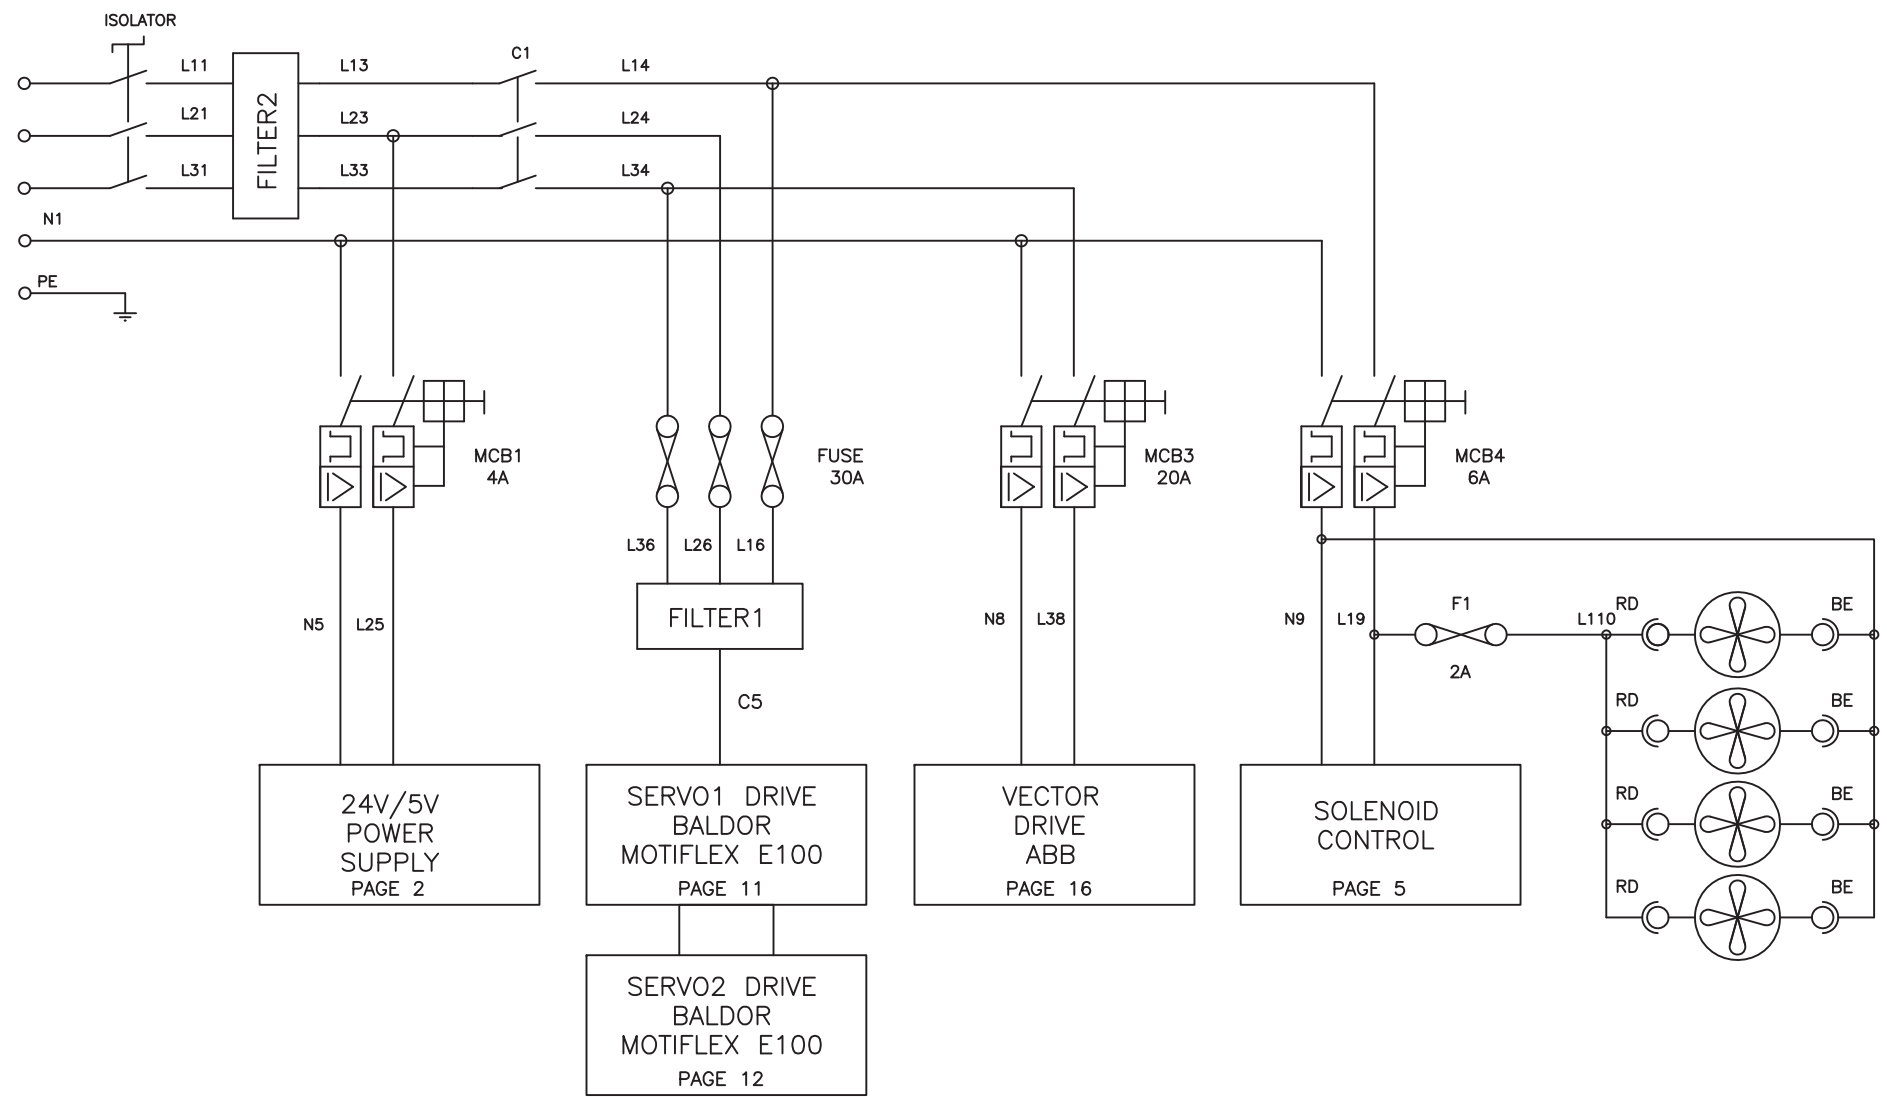 ISOLATOR
L11
L13
C1
L14
L21
L23
L24
FILTER2
L31
L33
L34
N1
PE
MCB1
4A
FUSE
30A
MCB3
20A
MCB4
6A
L36
L26
L16
FILTER1
N5
L25
N8
L38
N9
L19
F1
2A
L110
RD
BE
RD
BE
RD
BE
RD
BE
C5
24V/5V
POWER
SUPPLY
PAGE 2
SERVO1 DRIVE
BALDOR
MOTIFLEX E100
PAGE 11
VECTOR
DRIVE
ABB
PAGE 16
SOLENOID
CONTROL
PAGE 5
SERVO2 DRIVE
BALDOR
MOTIFLEX E100
PAGE 12